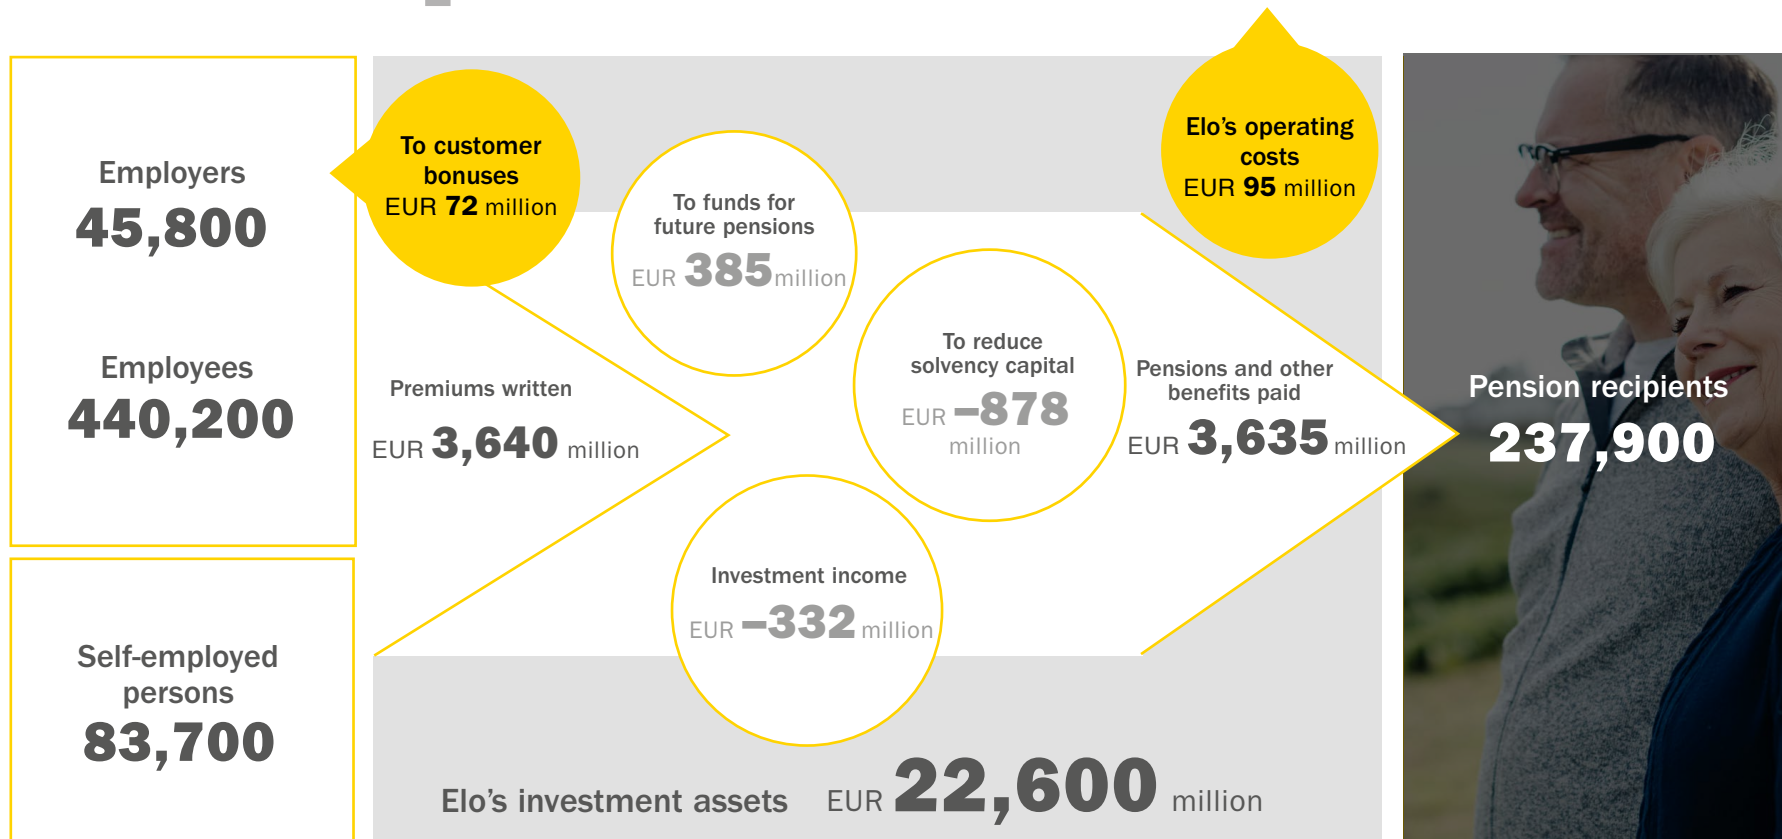 Employers
45,800
Employees
440,200
Self-employed
persons
83,700
To customer
bonuses
EUR 72 million
Premiums written
EUR 3,640 million
To funds for
future pensions
EUR 385 million
To reduce
solvency capital
EUR –878
million
Investment income
EUR –332 million
Elo's operating
costs
EUR 95 million
Pensions and other
benefits paid
EUR 3,635 million
Pension recipients
237,900
Elo's investment assets EUR 22,600 million